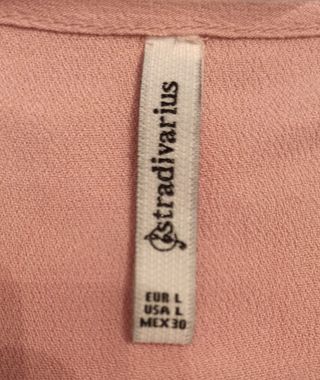 stradivarius
EUR L
USA L
MEX 30